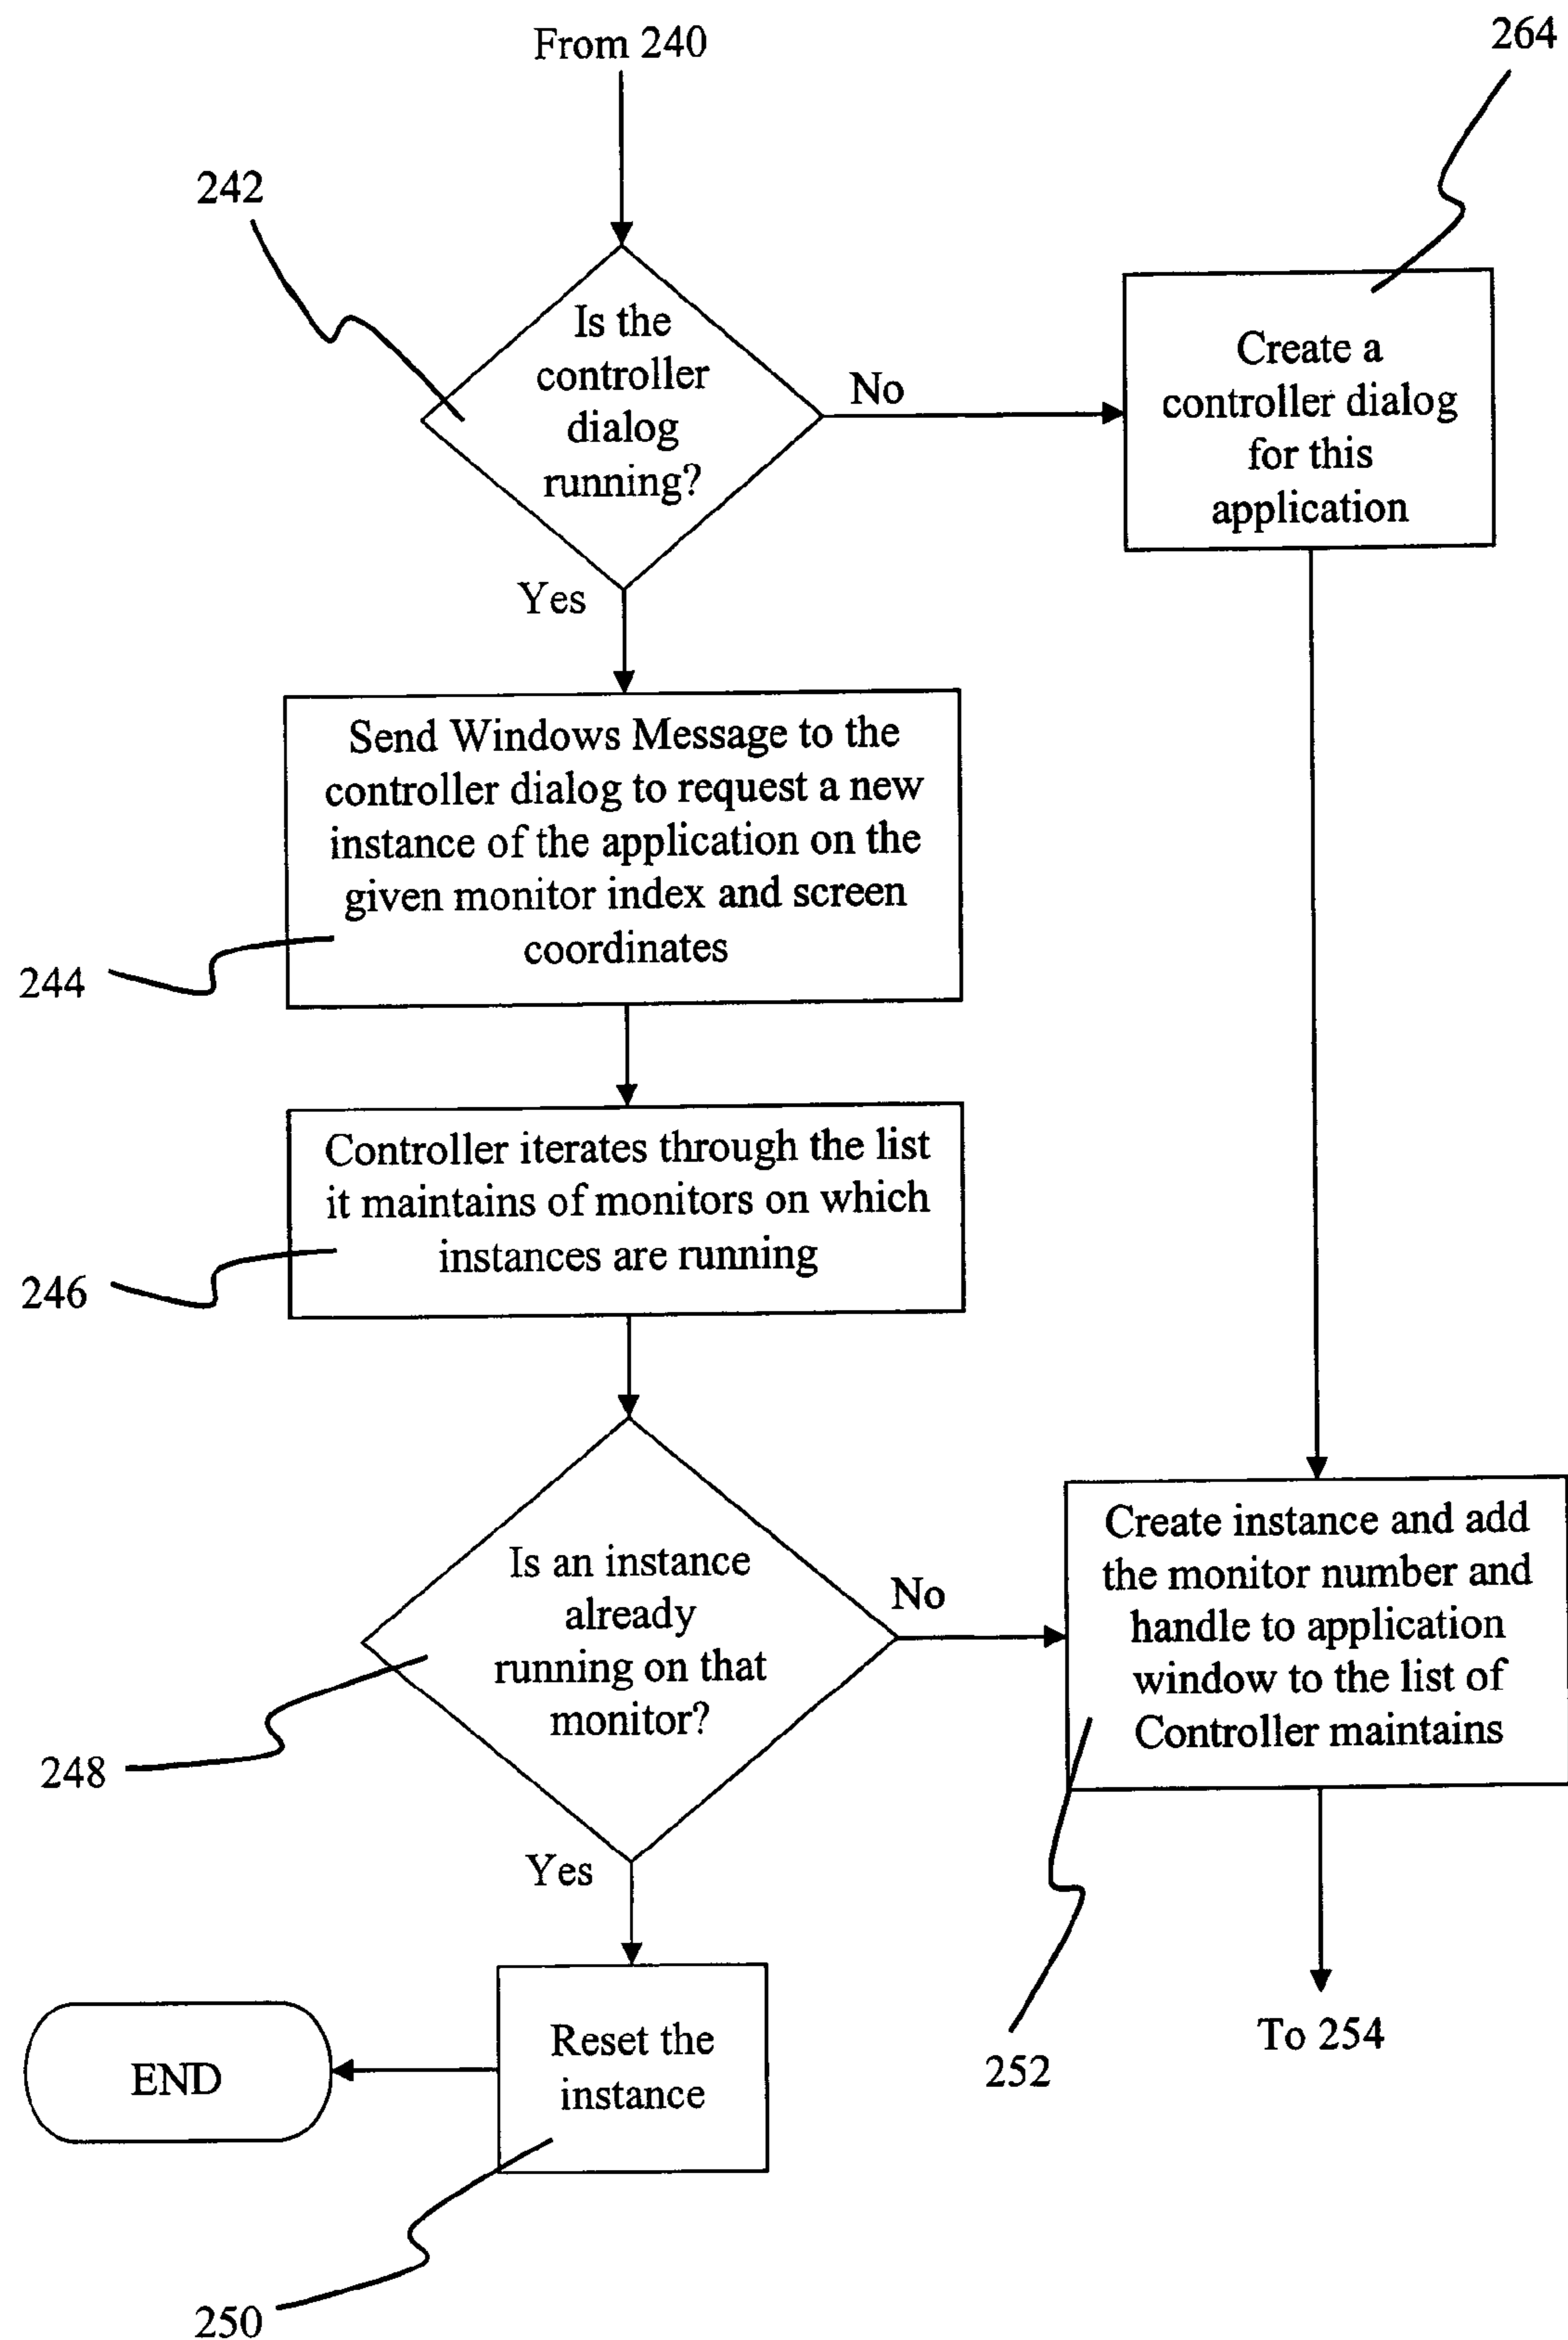 From 240
264
242
Is the
controller
dialog
running?
No
Create a
controller dialog
for this
application
Yes
Send Windows Message to the
controller dialog to request a new
instance of the application on the
given monitor index and screen
coordinates
244
Controller iterates through the list
it maintains of monitors on which
instances are running
246
Is an instance
already
running on that
monitor?
No
Create instance and add
the monitor number and
handle to application
window to the list of
Controller maintains
248
Yes
Reset the
instance
END
252
To 254
250